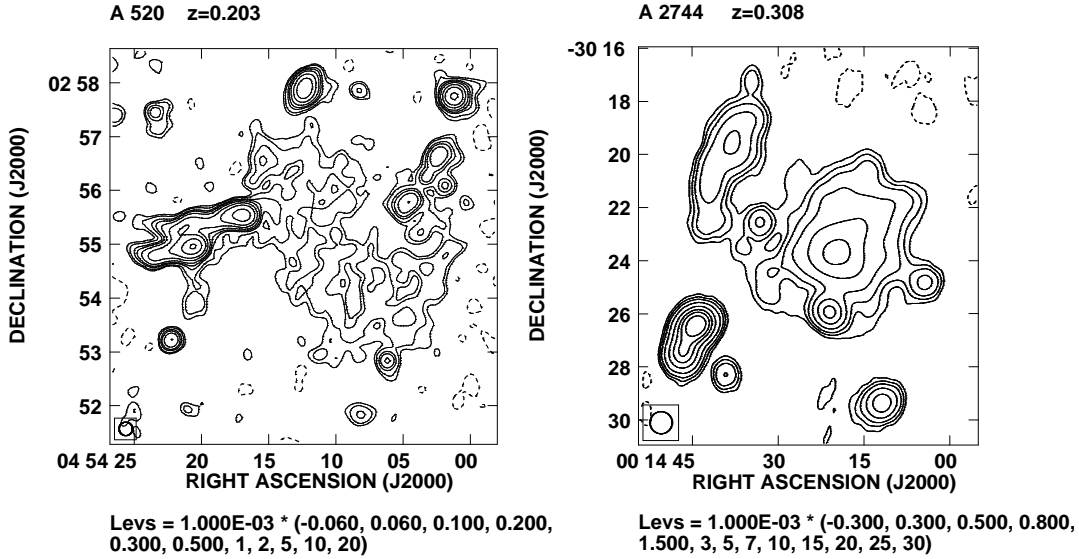 A 520 z=0.203
02 58
57
56
55
54
53
52
DECLINATION (J2000)
04 54 25 20 15 10 05 00
RIGHT ASCENSION (J2000)
Levs = 1.000E-03 * (-0.060, 0.060, 0.100, 0.200,
0.300, 0.500, 1, 2, 5, 10, 20)
A 2744 z=0.308
-30 16
18
20
22
24
26
28
30
DECLINATION (J2000)
00 14 45 30 15 00
RIGHT ASCENSION (J2000)
Levs = 1.000E-03 * (-0.300, 0.300, 0.500, 0.800,
1.500, 3, 5, 7, 10, 15, 20, 25, 30)